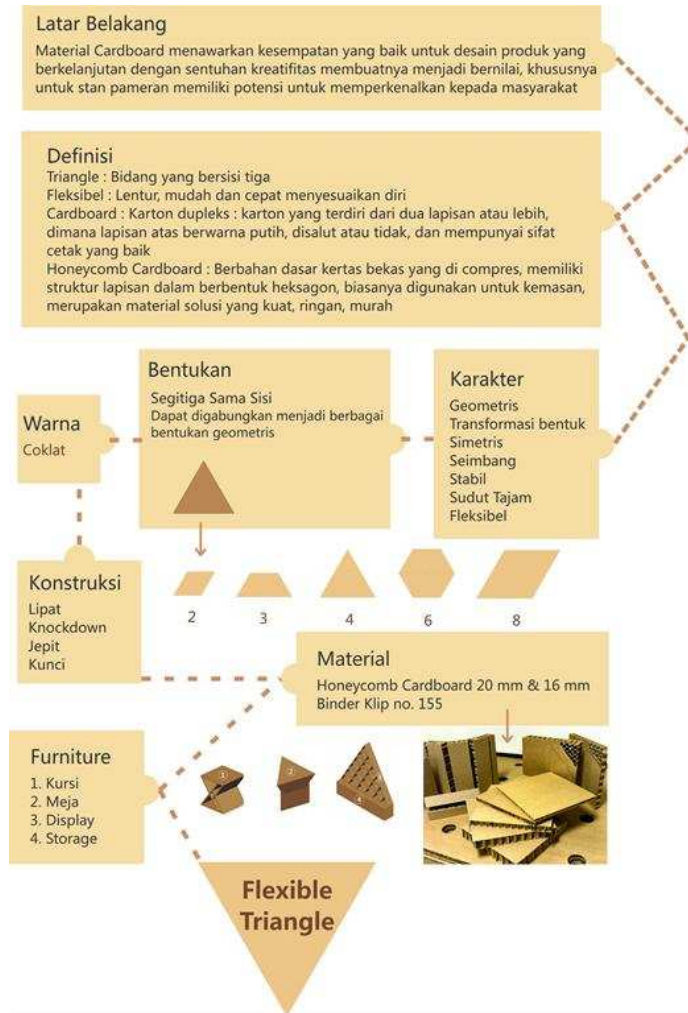 Latar Belakang
Material Cardboard menawarkan kesempatan yang baik untuk desain produk yang
berkelanjutan dengan sentuhan kreatifitas membuatnya menjadi bernilai, khususnya
untuk stan pameran memiliki potensi untuk memperkenalkan kepada masyarakat
Definisi
Triangle : Bidang yang bersisi tiga
Fleksibel : Lentur, mudah dan cepat menyesuaikan diri
Cardboard : Karton dupleks : karton yang terdiri dari dua lapisan atau lebih,
dimana lapisan atas berwarna putih, disalut atau tidak, dan mempunyai sifat
cetak yang baik
Honeycomb Cardboard : Berbahan dasar kertas bekas yang di compres, memiliki
struktur lapisan dalam berbentuk heksagon, biasanya digunakan untuk kemasan,
merupakan material solusi yang kuat, ringan, murah
Bentukan
Segitiga Sama Sisi
Dapat digabungkan menjadi berbagai
bentukan geometris
Karakter
Geometris
Transformasi bentuk
Simetris
Seimbang
Stabil
Sudut Tajam
Fleksibel
Warna
Coklat
2
3
4
6
8
Konstruksi
Lipat
Knockdown
Jepit
Kunci
Material
Honeycomb Cardboard 20 mm & 16 mm
Binder Klip no. 155
Furniture
1. Kursi
2. Meja
3. Display
4. Storage
1
2
Flexible
Triangle